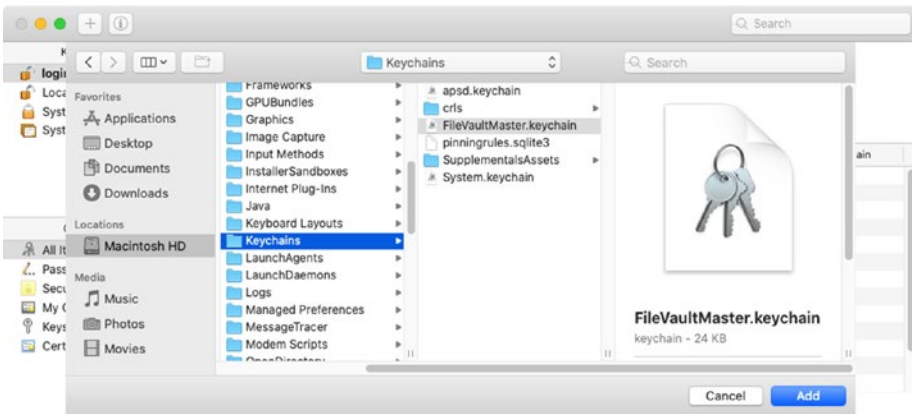 Search
K
Keychains
Search
login
Loca
Syst
Syst
Favorites
Applications
Desktop
Documents
Downloads
Locations
Macintosh HD
Media
Music
Photos
Movies
All It
Pass
Secu
My C
Keys
Cert
Frameworks
GPUBundles
Graphics
Image Capture
Input Methods
InstallerSandboxes
Internet Plug-Ins
Java
Keyboard Layouts
Keychains
LaunchAgents
LaunchDaemons
Logs
Managed Preferences
MessageTracer
Modem Scripts
OpenDirectory
apsd.keychain
crls
FileVaultMaster.keychain
pinningrules.sqlite3
SupplementalsAssets
System.keychain
ain
FileVaultMaster.keychain
keychain - 24 KB
Cancel
Add